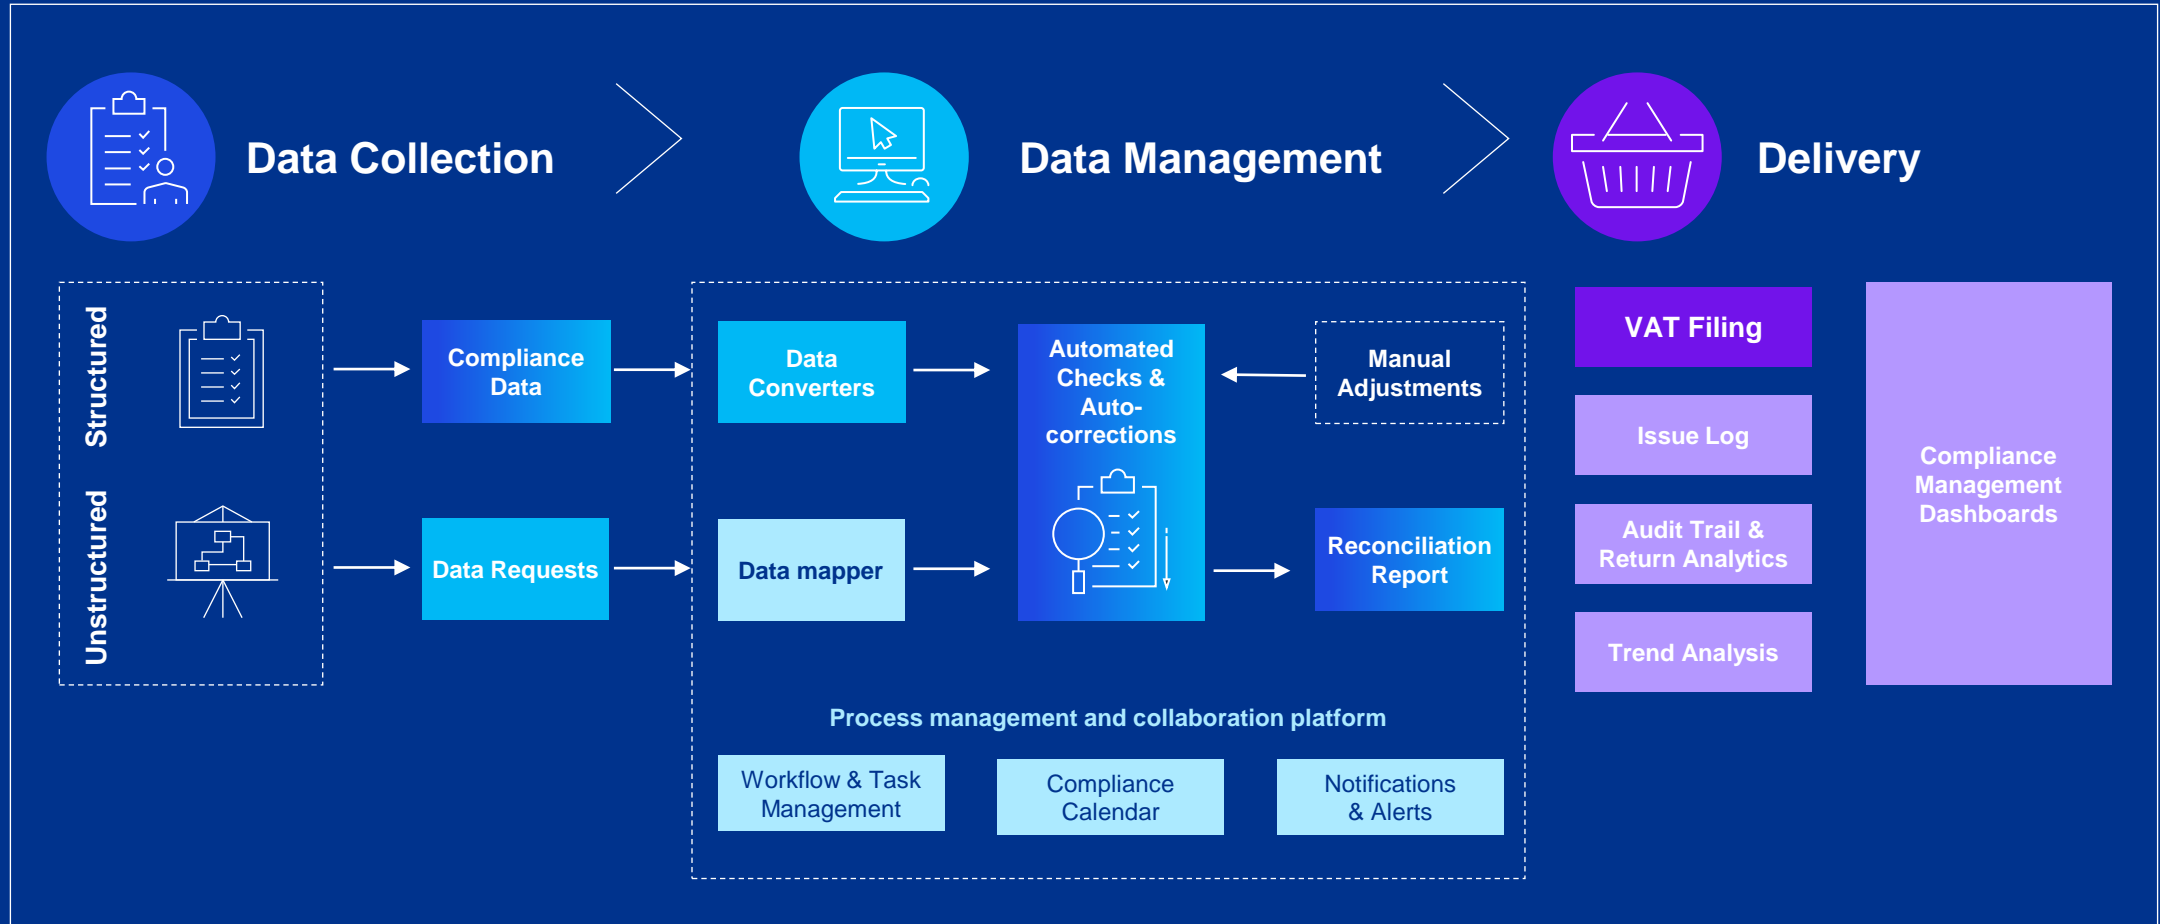 Data Collection
Data Management
Delivery
Structured
Unstructured
Compliance
Data
Data Requests
Data
Converters
Data mapper
Automated
Checks &
Auto-
corrections
Manual
Adjustments
Reconciliation
Report
Process management and collaboration platform
Workflow & Task
Management
Compliance
Calendar
Notifications
& Alerts
VAT Filing
Issue Log
Audit Trail &
Return Analytics
Trend Analysis
Compliance
Management
Dashboards